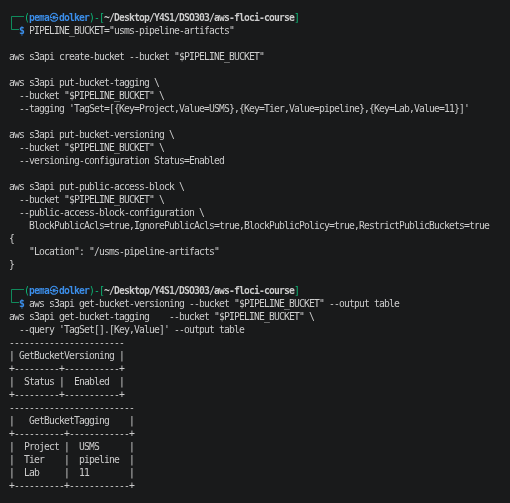 ┌──(pema㉿dolker)-[~/Desktop/Y4S1/DSO303/aws-floci-course]
└─$ PIPELINE_BUCKET="usms-pipeline-artifacts"

aws s3api create-bucket --bucket "$PIPELINE_BUCKET"

aws s3api put-bucket-tagging \
  --bucket "$PIPELINE_BUCKET" \
  --tagging 'TagSet=[{Key=Project,Value=USMS},{Key=Tier,Value=pipeline},{Key=Lab,Value=11}]'

aws s3api put-bucket-versioning \
  --bucket "$PIPELINE_BUCKET" \
  --versioning-configuration Status=Enabled

aws s3api put-public-access-block \
  --bucket "$PIPELINE_BUCKET" \
  --public-access-block-configuration \
    BlockPublicAcls=true,IgnorePublicAcls=true,BlockPublicPolicy=true,RestrictPublicBuckets=true
{
    "Location": "/usms-pipeline-artifacts"
}

┌──(pema㉿dolker)-[~/Desktop/Y4S1/DSO303/aws-floci-course]
└─$ aws s3api get-bucket-versioning --bucket "$PIPELINE_BUCKET" --output table
aws s3api get-bucket-tagging    --bucket "$PIPELINE_BUCKET" \
  --query 'TagSet[].[Key,Value]' --output table
-----------------------
| GetBucketVersioning |
+---------+-----------+
|  Status |  Enabled  |
+---------+-----------+
-------------------------
|   GetBucketTagging    |
+----------+------------+
|  Project |  USMS      |
|  Tier    |  pipeline  |
|  Lab     |  11        |
+----------+------------+